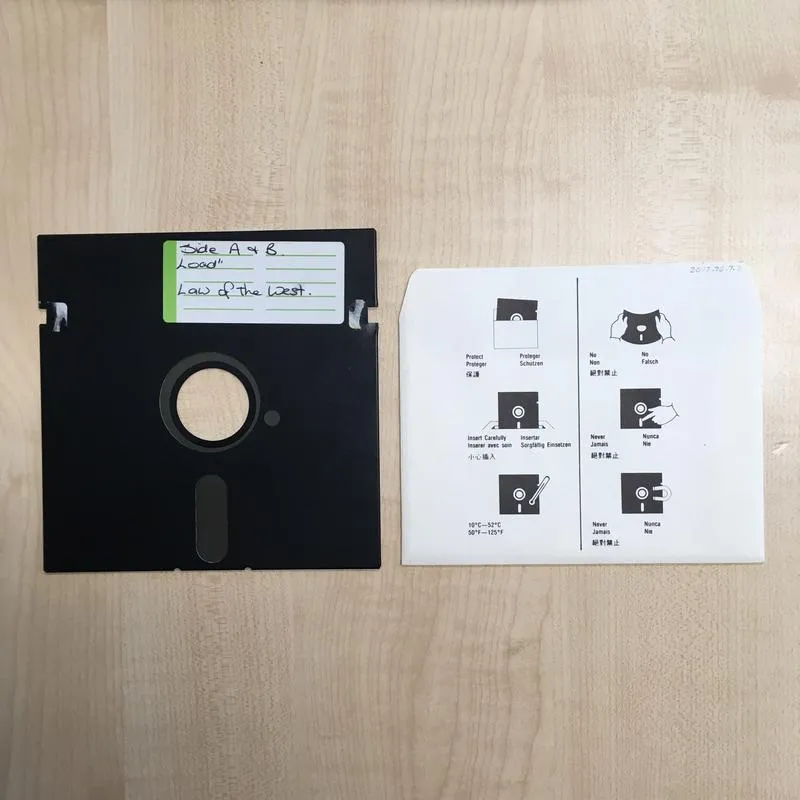 Side A & B.
Load"
Law of The West.
2017.76.7.2
Protect Proteger
Proteger Schutzen
保護
Insert Carefully Insertar
Inserer avec soin Sorgfältig Einsetzen
小心插入
10°C—52°C
50°F—125°F
No No
Non Falsch
絕對禁止
Never Nunca
Jamais Nie
絕對禁止
Never Nunca
Jamais Nie
絕對禁止